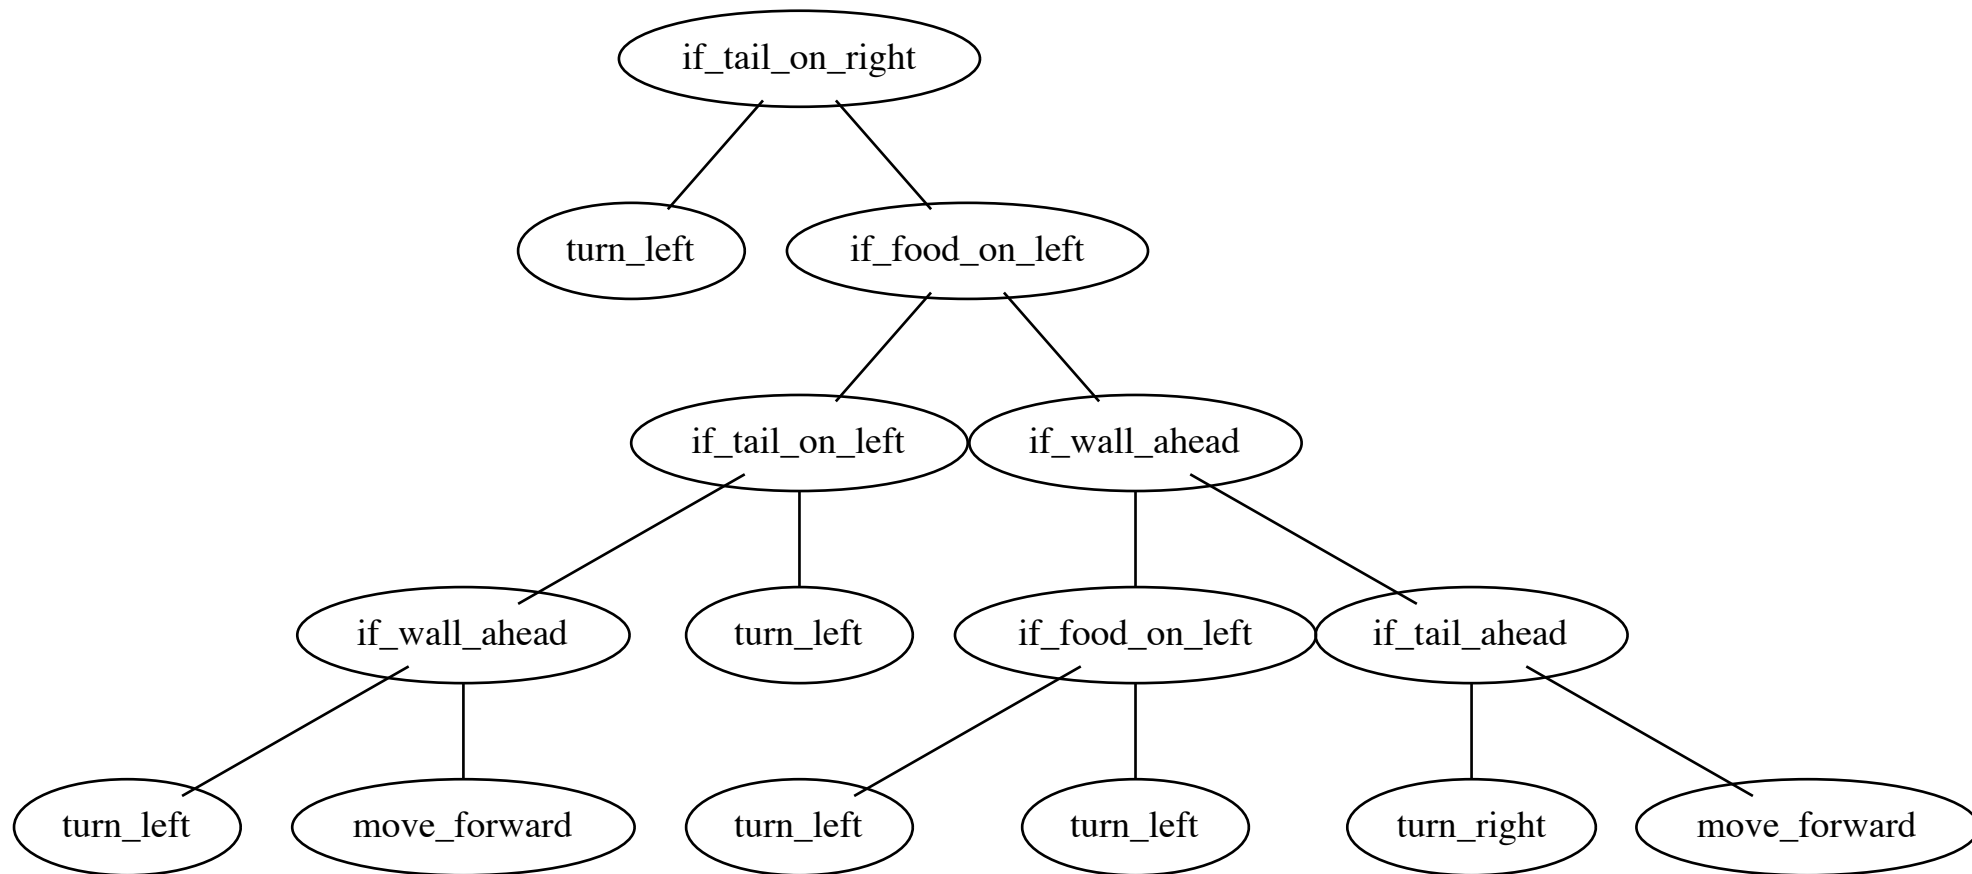 if_tail_on_right
turn_left
if_food_on_left
if_tail_on_left
if_wall_ahead
if_wall_ahead
turn_left
if_food_on_left
if_tail_ahead
turn_left
move_forward
turn_left
turn_left
turn_right
move_forward